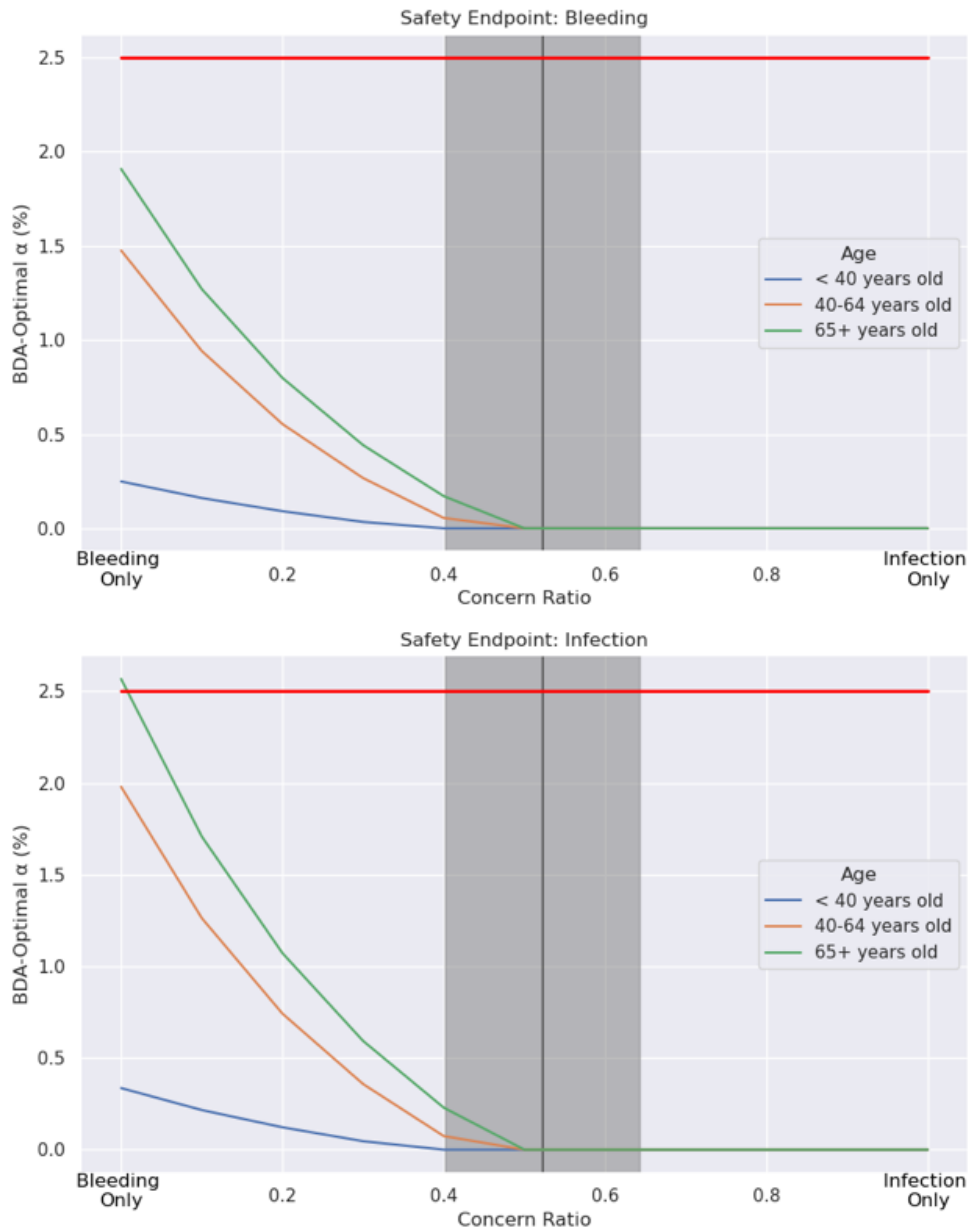 Safety Endpoint: Bleeding
2.5
2.0
1.5
1.0
0.5
0.0
BDA-Optimal α (%)
Age
< 40 years old
40-64 years old
65+ years old
Bleeding
Only
0.2
0.4
0.6
0.8
Infection
Only
Concern Ratio
Safety Endpoint: Infection
2.5
2.0
1.5
1.0
0.5
0.0
BDA-Optimal α (%)
Age
< 40 years old
40-64 years old
65+ years old
Bleeding
Only
0.2
0.4
0.6
0.8
Infection
Only
Concern Ratio